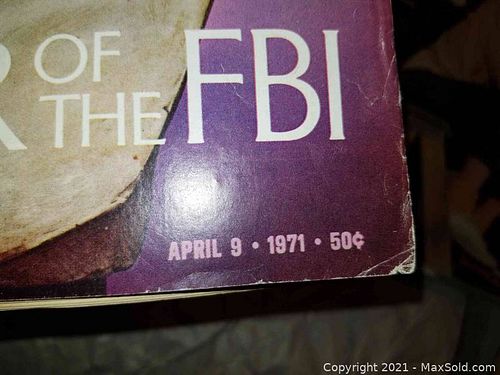 R OF
THE FBI
APRIL 9 • 1971 • 50¢
Copyright 2021 - MaxSold.com